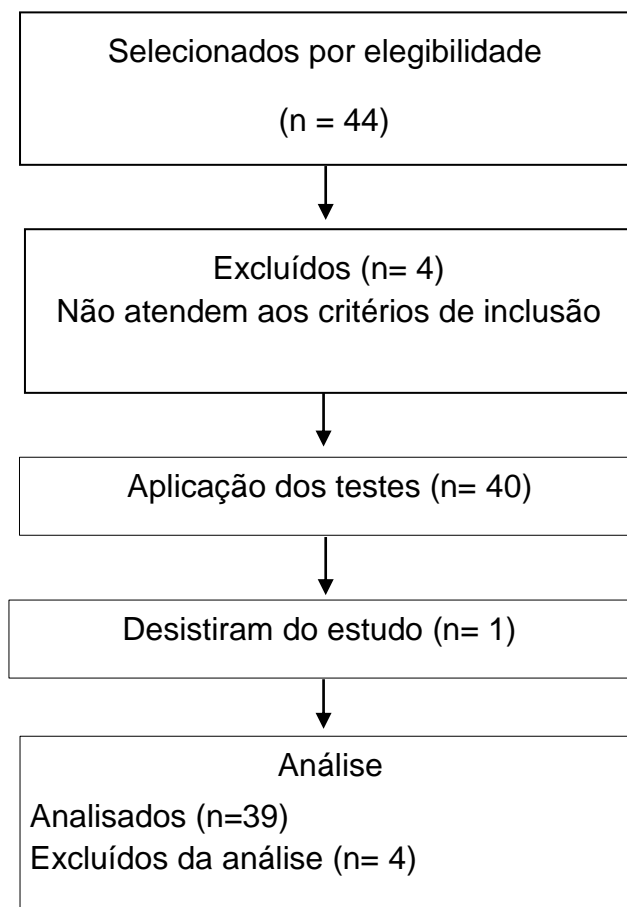 Selecionados por elegibilidade
(n = 44)
Excluídos (n= 4)
Não atendem aos critérios de inclusão
Aplicação dos testes (n= 40)
Desistiram do estudo (n= 1)
Análise
Analisados (n=39)
Excluídos da análise (n= 4)